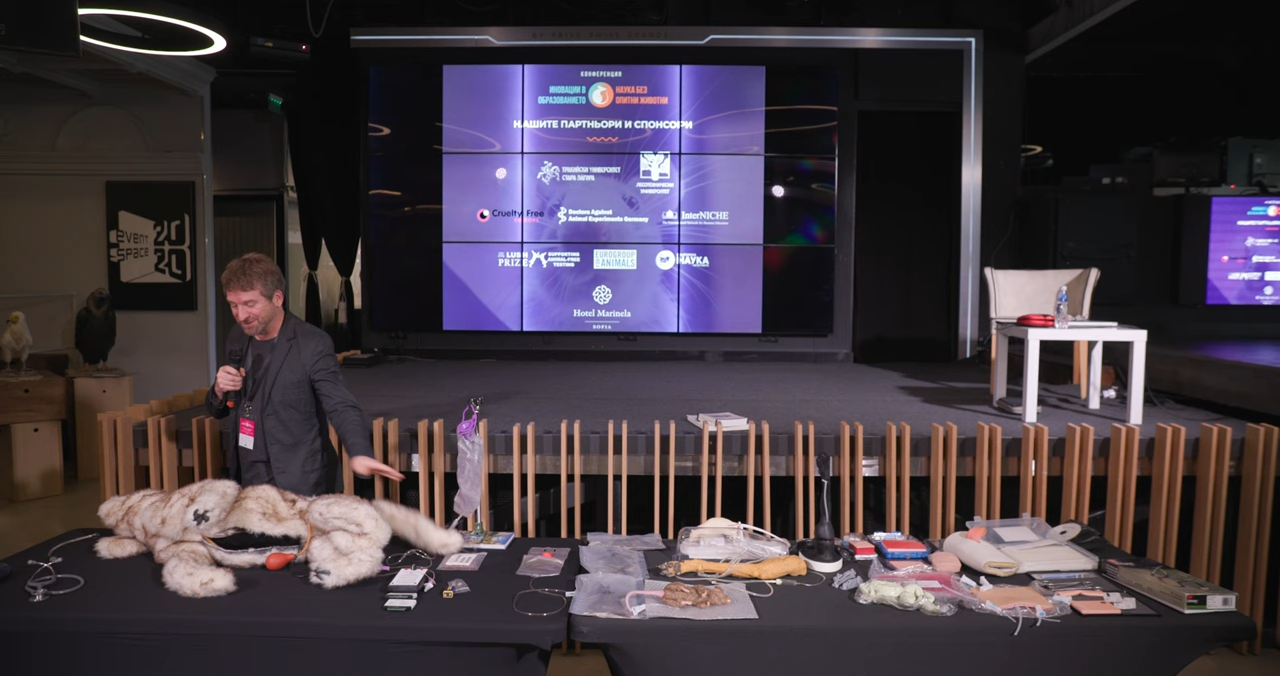 КОНФЕРЕНЦИЯ
ИНОВАЦИИ В
ОБРАЗОВАНИЕТО
НАУКА БЕЗ
ОПИТНИ ЖИВОТНИ
НАШИТЕ ПАРТНЬОРИ И СПОНСОРИ
ТРАКИЙСКИ УНИВЕРСИТЕТ
СТАРА ЗАГОРА
ЛЕСОТЕХНИЧЕСКИ
УНИВЕРСИТЕТ
Cruelty Free
Doctors Against
Animal Experiments Germany
InterNICHE
LUSH
PRIZE
SUPPORTING
ANIMAL-FREE
TESTING
EUROGROUP
FOR ANIMALS
НАУКА
Hotel Marinela
SOFIA
event
space
20
20